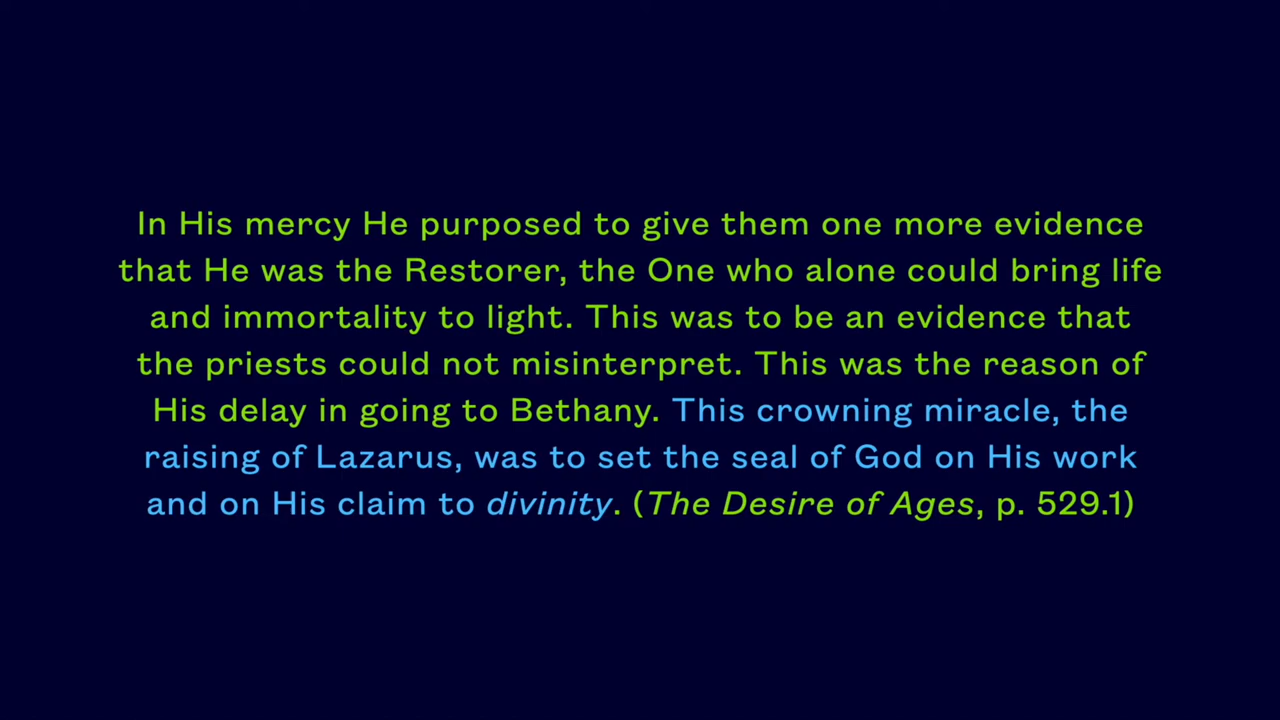 In His mercy He purposed to give them one more evidence
that He was the Restorer, the One who alone could bring life
and immortality to light. This was to be an evidence that
the priests could not misinterpret. This was the reason of
His delay in going to Bethany. This crowning miracle, the
raising of Lazarus, was to set the seal of God on His work
and on His claim to divinity. (The Desire of Ages, p. 529.1)